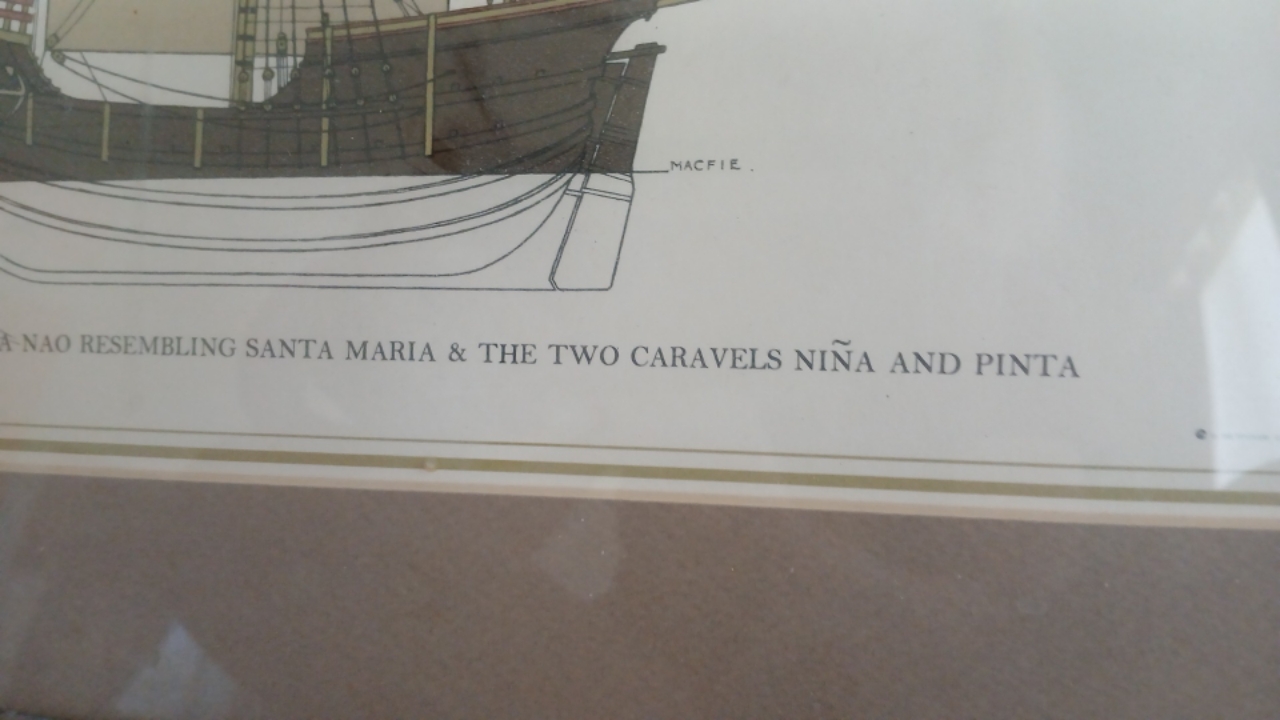 MACFIE.
A NAO RESEMBLING SANTA MARIA & THE TWO CARAVELS NIÑA AND PINTA